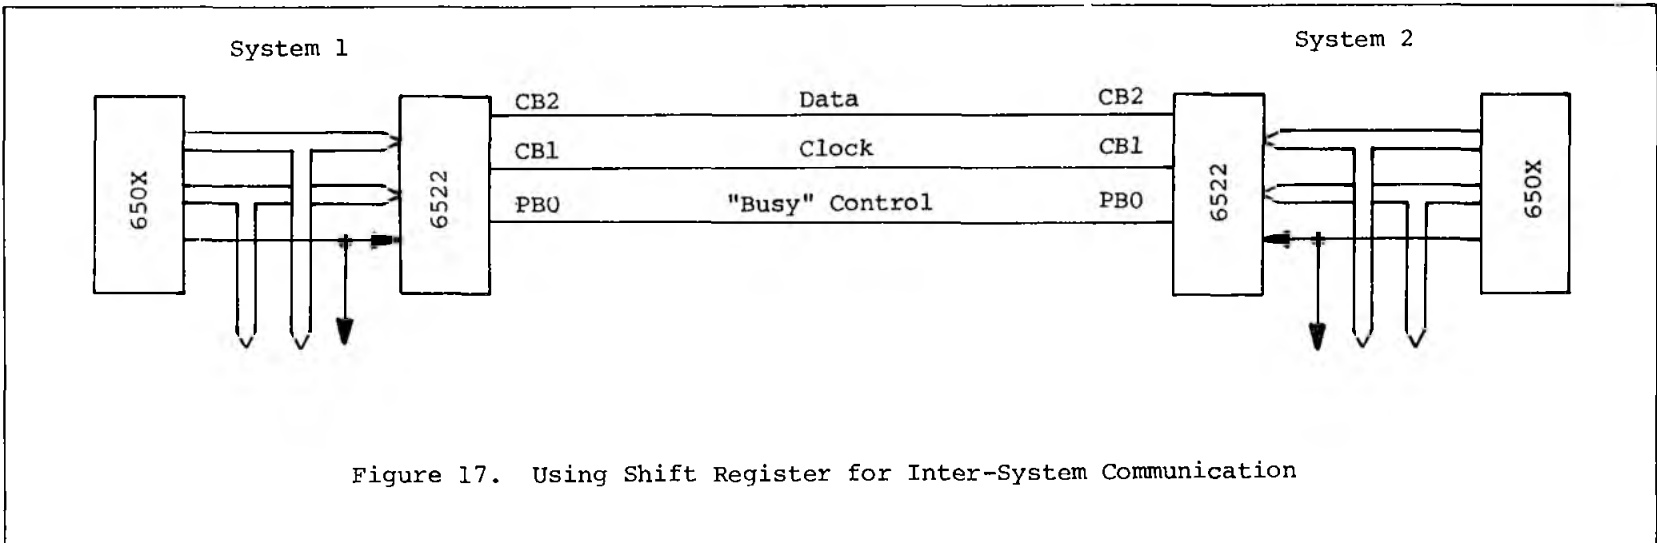 System 1
System 2
650X
6522
CB2 Data CB2
CB1 Clock CB1
PB0 "Busy" Control PB0
6522
650X
Figure 17. Using Shift Register for Inter-System Communication